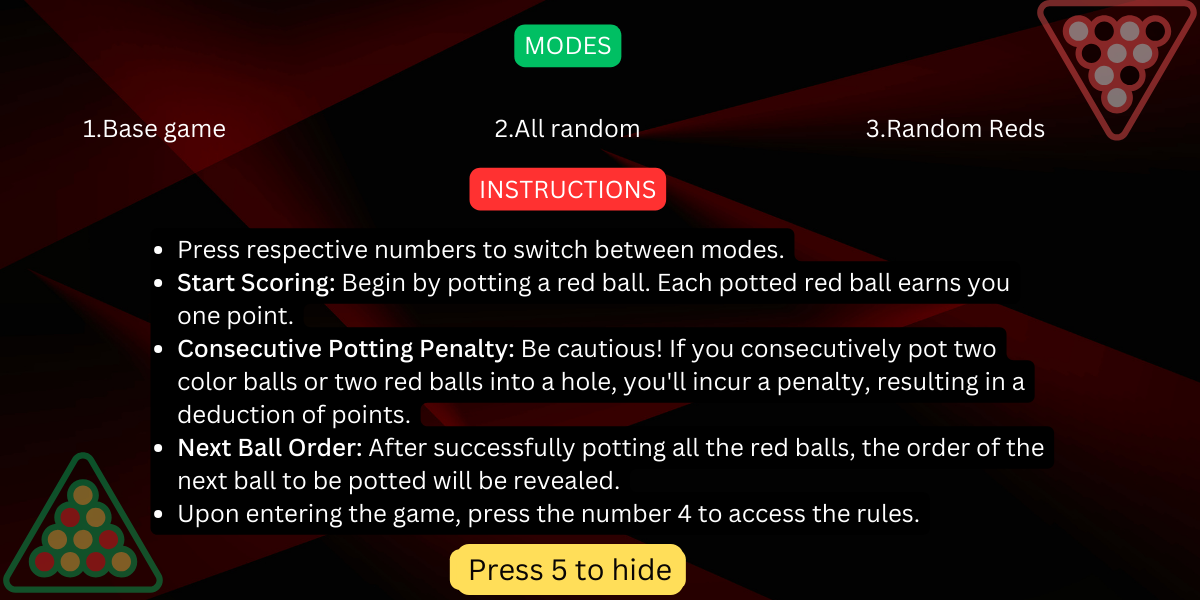 MODES
1.Base game 2.All random 3.Random Reds
INSTRUCTIONS
• Press respective numbers to switch between modes.
• Start Scoring: Begin by potting a red ball. Each potted red ball earns you
one point.
• Consecutive Potting Penalty: Be cautious! If you consecutively pot two
color balls or two red balls into a hole, you'll incur a penalty, resulting in a
deduction of points.
• Next Ball Order: After successfully potting all the red balls, the order of the
next ball to be potted will be revealed.
• Upon entering the game, press the number 4 to access the rules.
Press 5 to hide